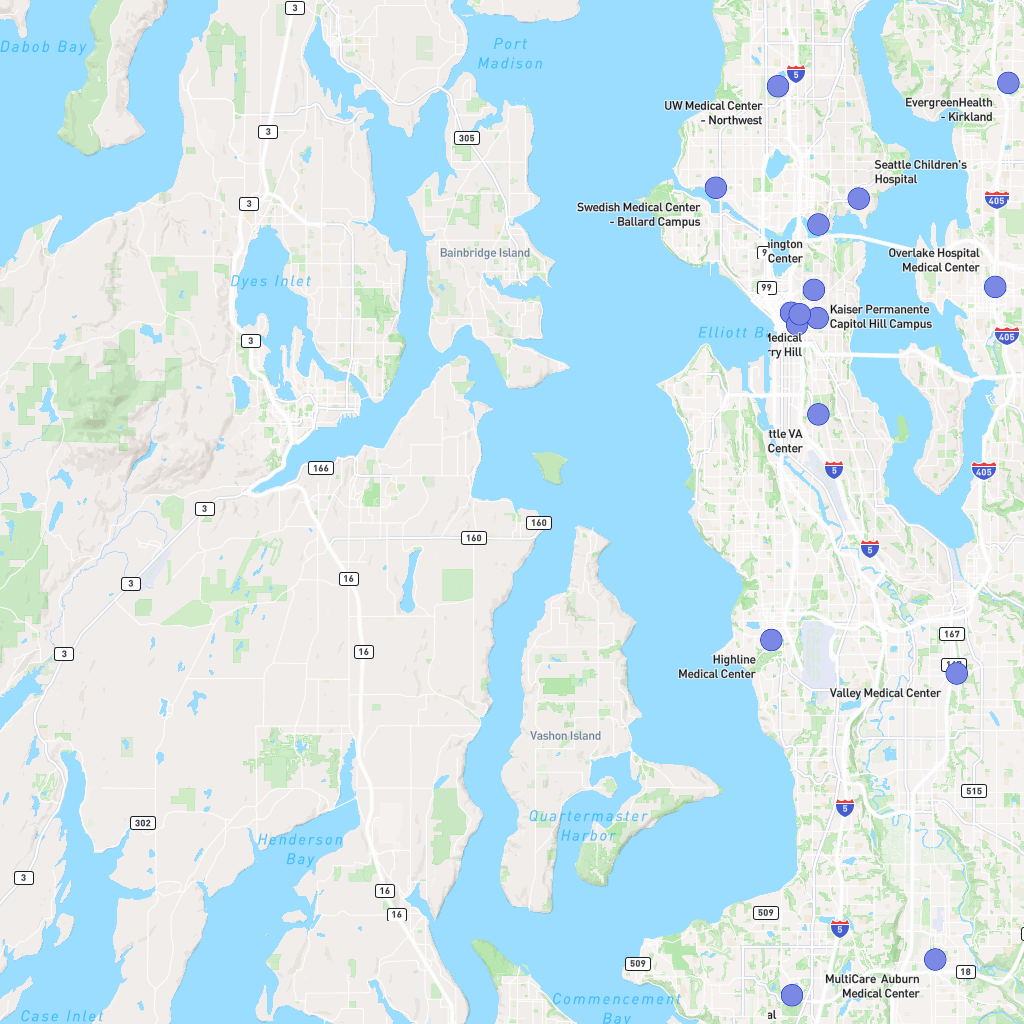 3
Dabob Bay
Port
Madison
5
UW Medical Center
- Northwest
EvergreenHealth
- Kirkland
3
305
Seattle Children's
Hospital
3
405
Swedish Medical Center
- Ballard Campus
ington
Center
9
Bainbridge Island
Overlake Hospital
Medical Center
Dyes Inlet
99
Kaiser Permanente
Capitol Hill Campus
Elliott B
Medical
rry Hill
405
3
ttle VA
Center
166
5
405
3
160
160
5
16
3
167
16
3
Highline
Medical Center
Valley Medical Center
Vashon Island
515
5
302
Quartermaster
Harbor
Henderson
Bay
3
16
16
509
5
509
18
MultiCare Auburn
Medical Center
Commencement
Bay
Case Inlet
al